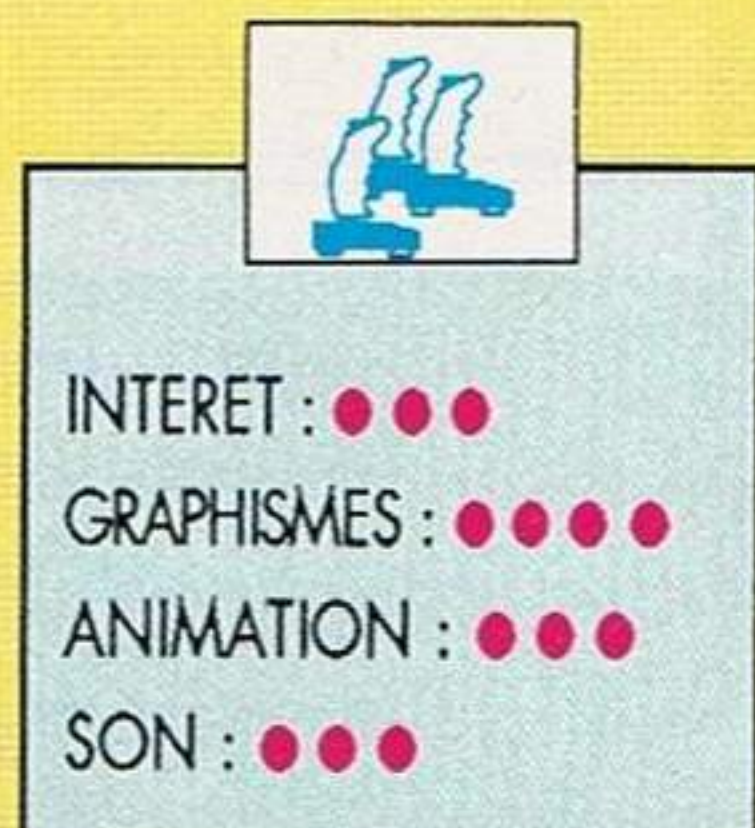 INTERET : ●●●
GRAPHISMES : ●●●●
ANIMATION : ●●●
SON : ●●●